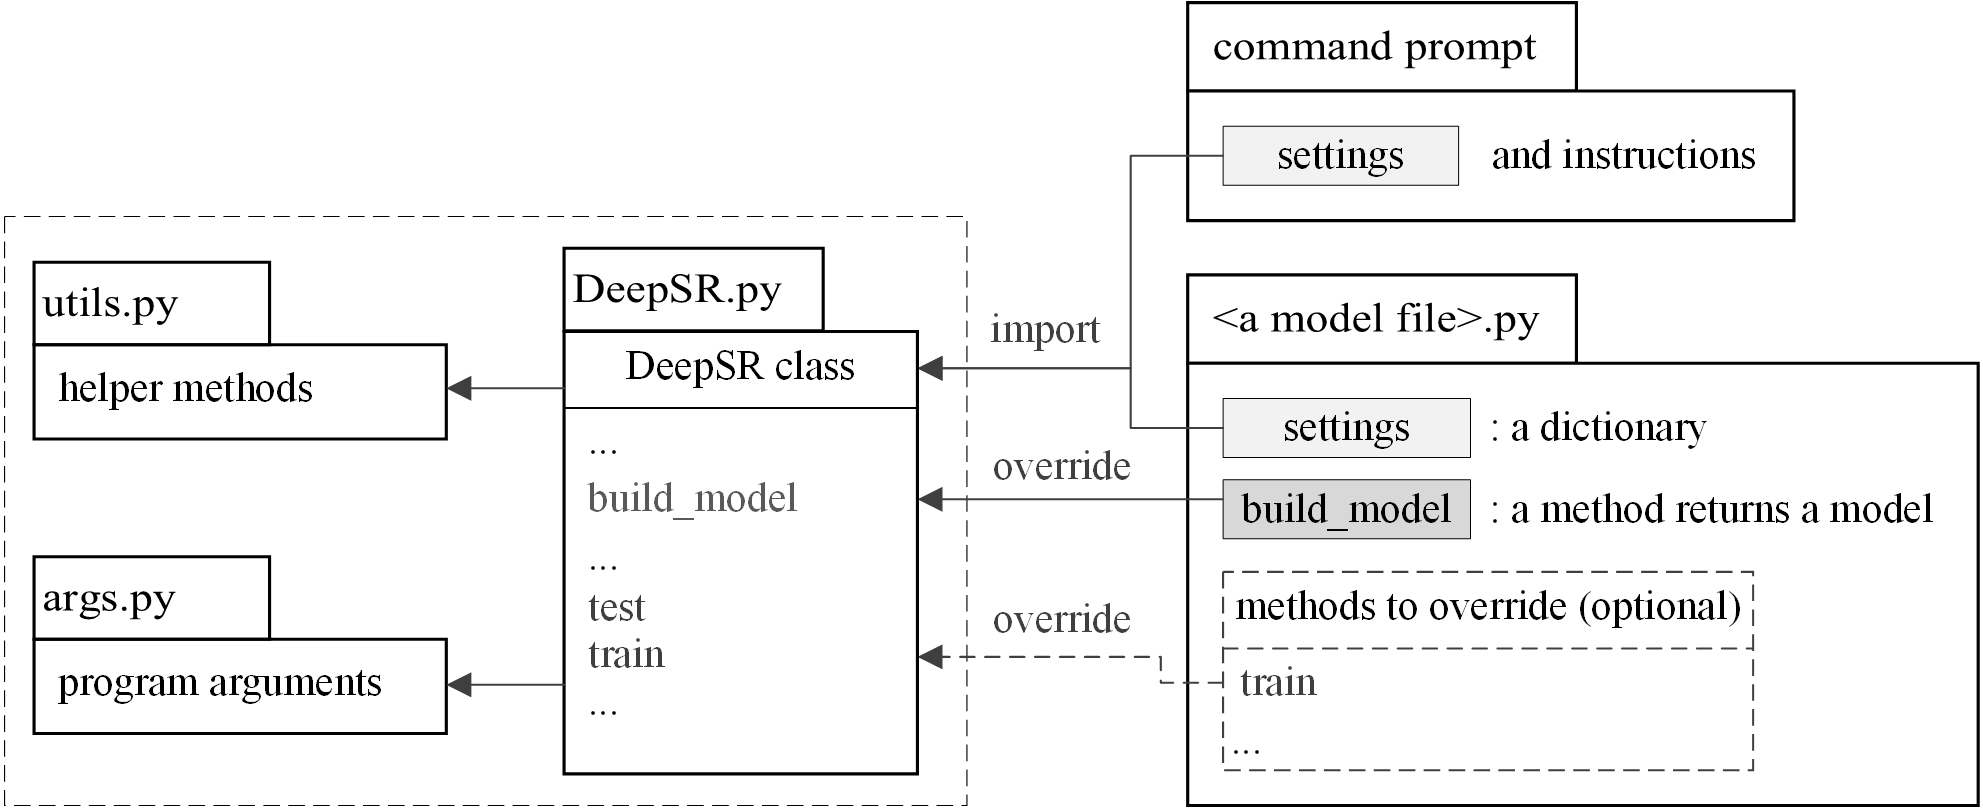 command prompt
settings
and instructions
utils.py
helper methods
args.py
program arguments
DeepSR.py
DeepSR class
...
build_model
...
test
train
...
import
override
override
<a model file>.py
settings
: a dictionary
build_model
: a method returns a model
methods to override (optional)
train
...